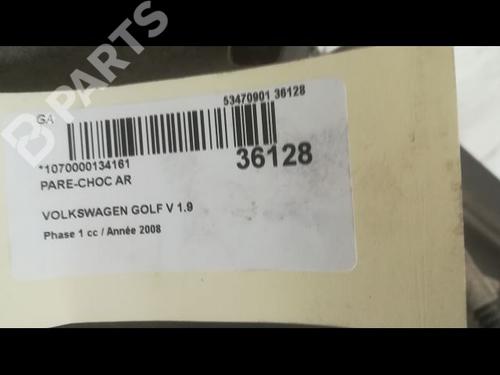 B PARTS
GA
53470901 36128
*1070000134161
36128
PARE-CHOC AR
VOLKSWAGEN GOLF V 1.9
Phase 1 cc / Année 2008